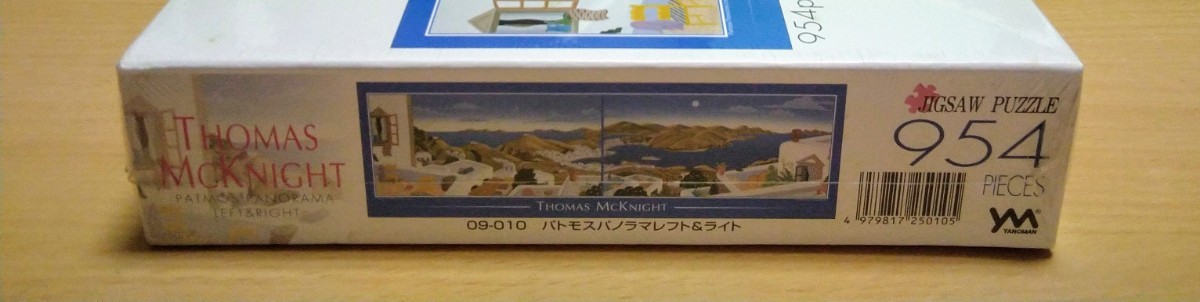 954p
THOMAS
MCKNIGHT
PATMOS PANORAMA
LEFT&RIGHT
THOMAS MCKNIGHT
09-010 パトモスパノラマレフト&ライト
JIGSAW PUZZLE
954
PIECES
4 979817 250105
YM®
YANOMAN